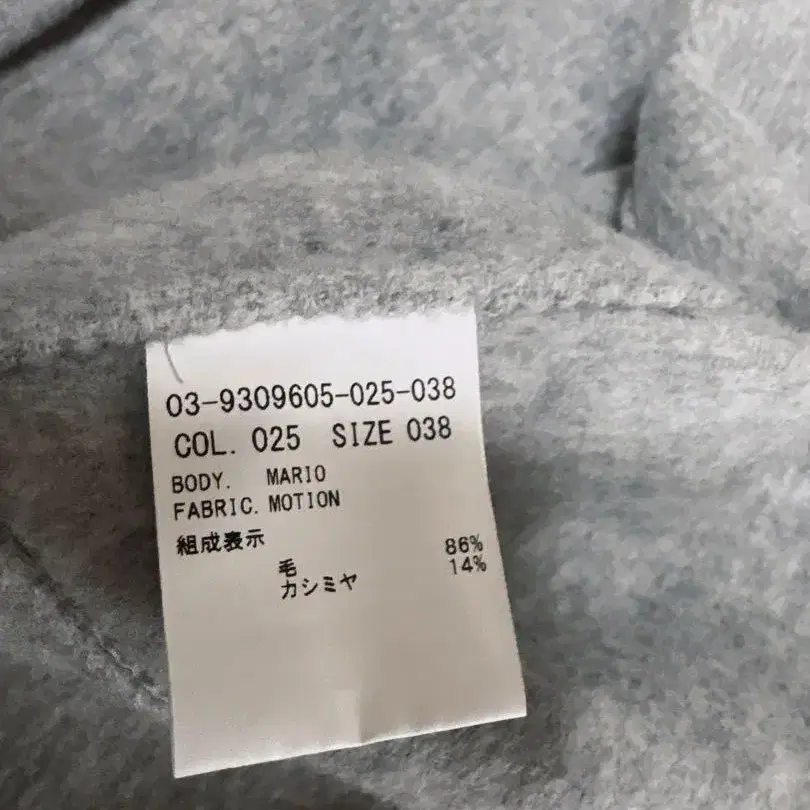 03-9309605-025-038
COL. 025 SIZE 038
BODY. MARIO
FABRIC. MOTION
組成表示
毛 86%
カシミヤ 14%